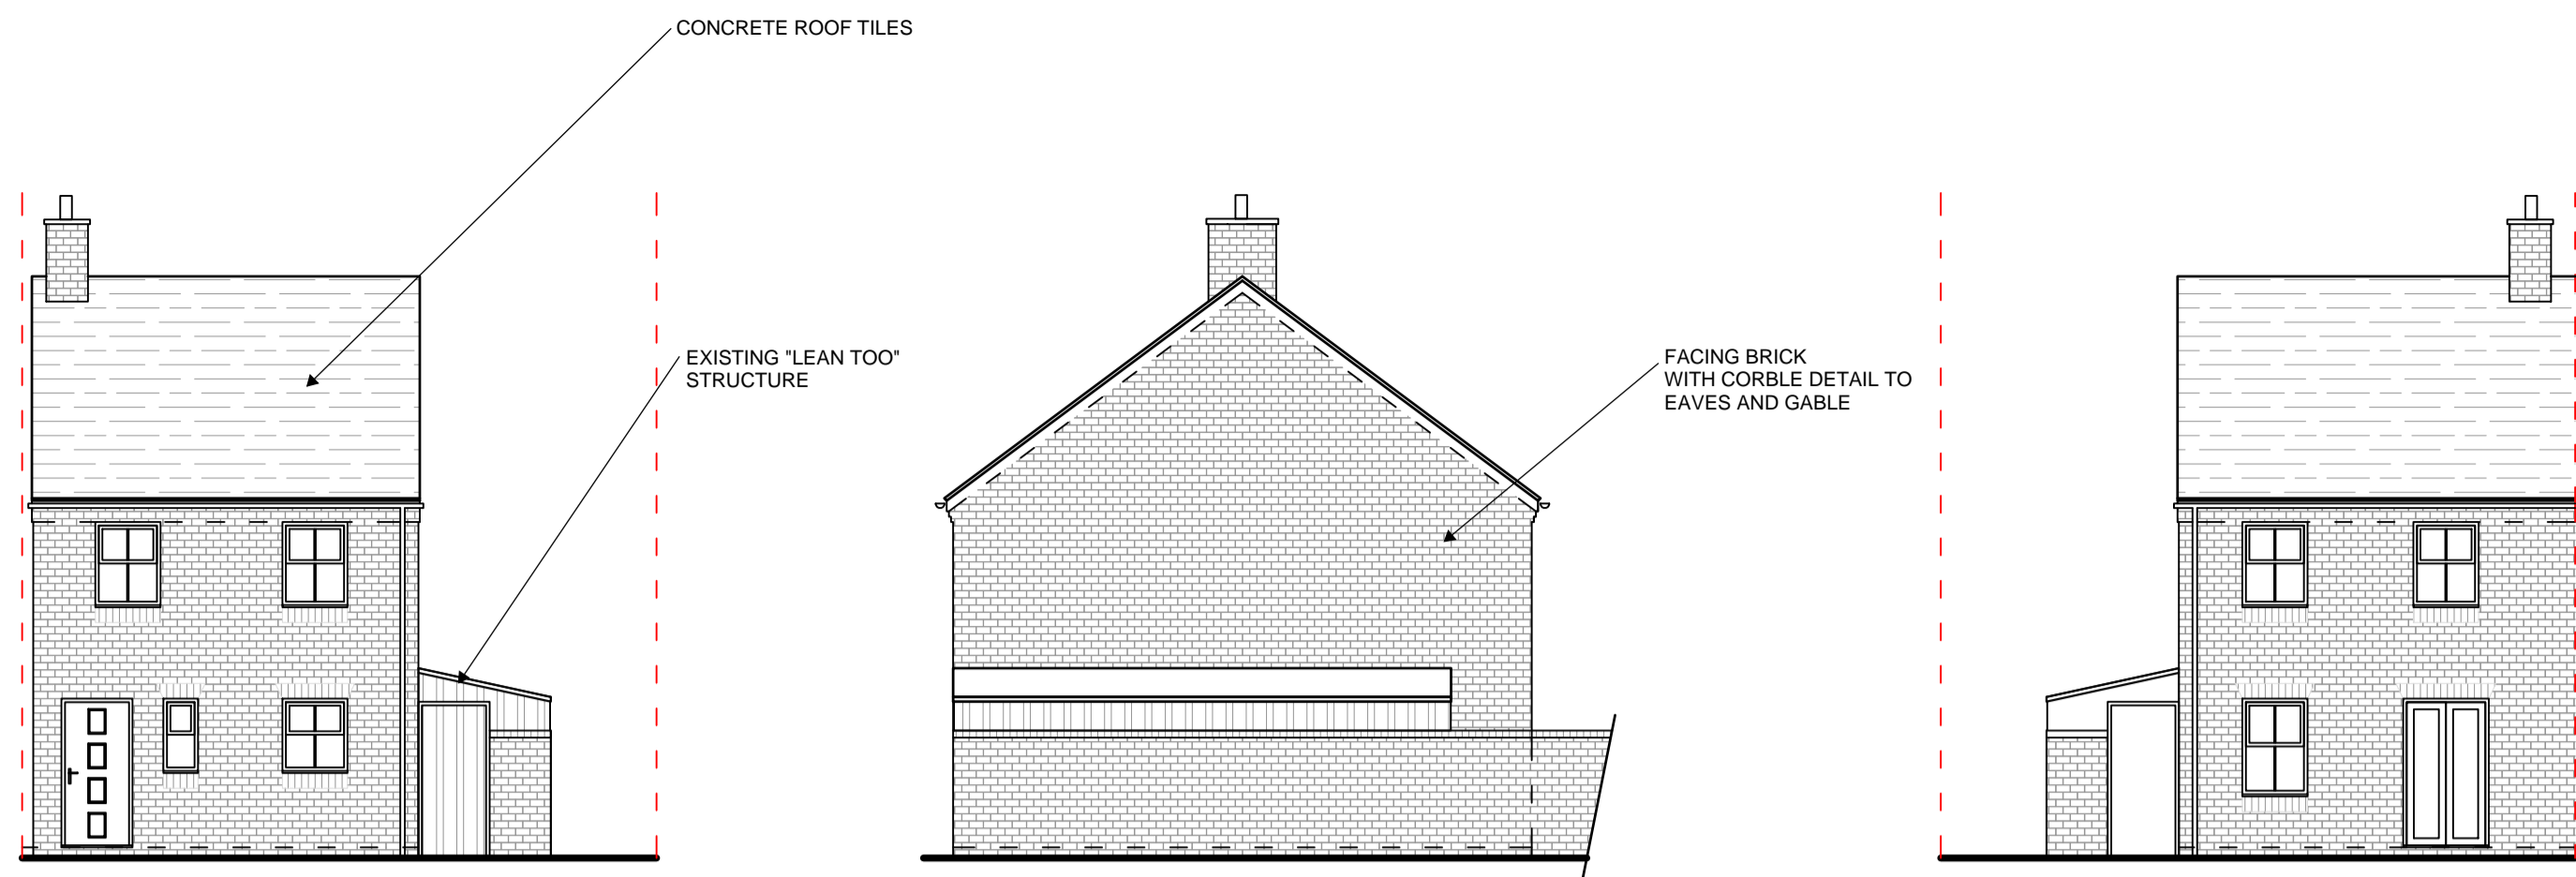 CONCRETE ROOF TILES
EXISTING "LEAN TOO"
STRUCTURE
FACING BRICK
WITH CORBLE DETAIL TO
EAVES AND GABLE